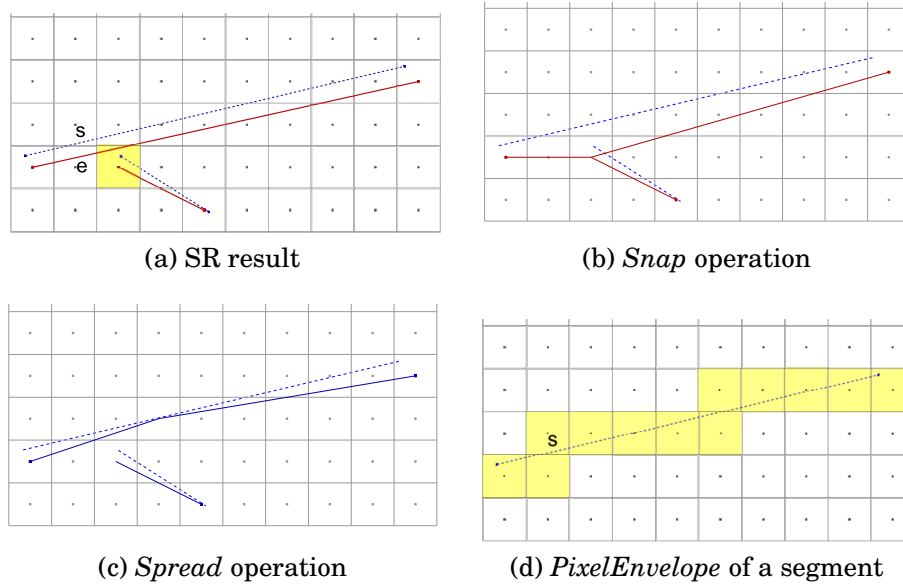 s
e
(a) SR result
(b) Snap operation
s
(c) Spread operation
(d) PixelEnvelope of a segment